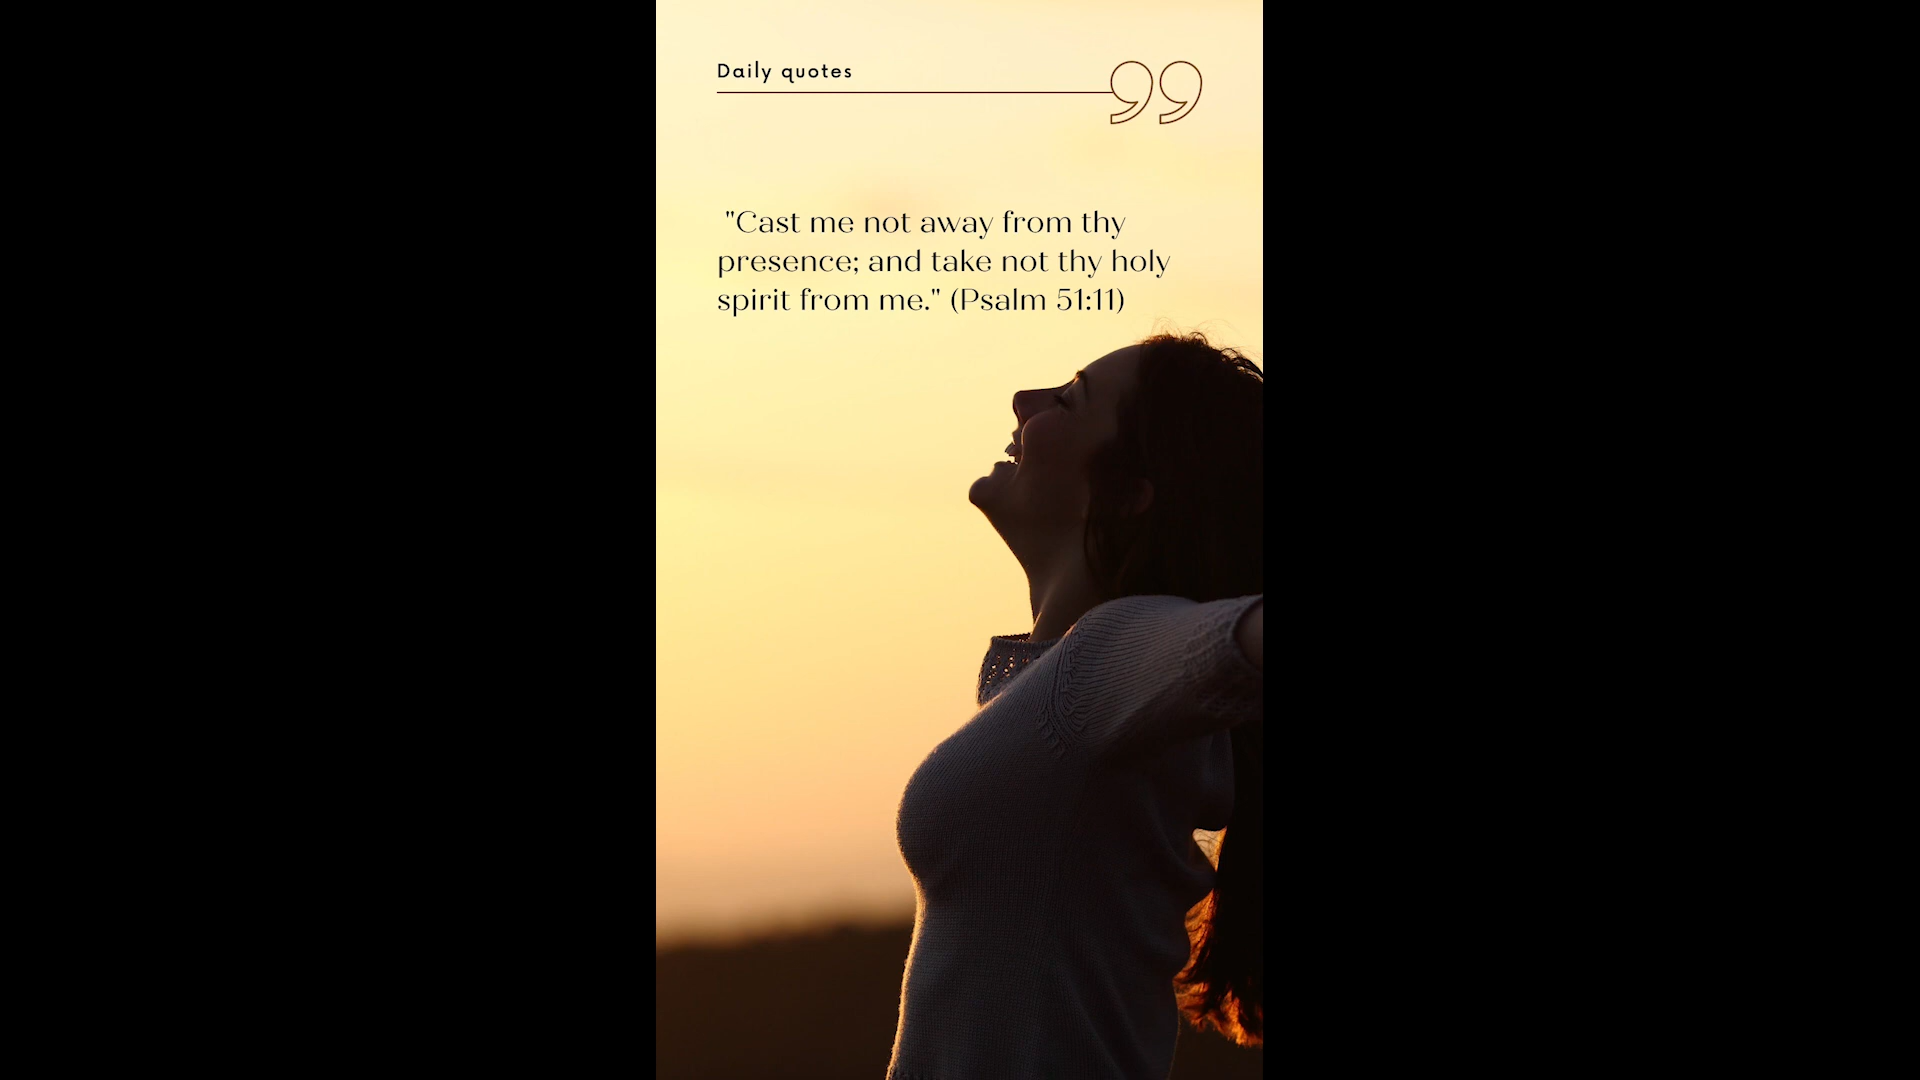 Daily quotes
"Cast me not away from thy
presence; and take not thy holy
spirit from me." (Psalm 51:11)